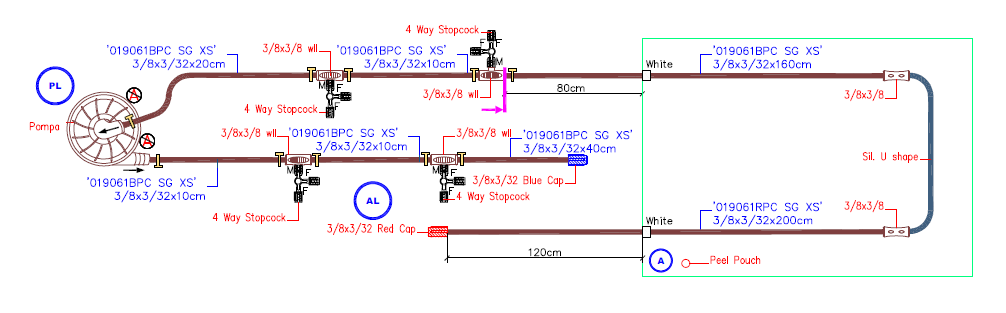 4 Way Stopcock
F
F
M
'019061BPC SG XS'
3/8x3/32x20cm
3/8x3/8 wll
'019061BPC SG XS'
3/8x3/32x10cm
'019061BPC SG XS'
3/8x3/32x160cm
White
PL
M
F
F
4 Way Stopcock
3/8x3/8 wll
80cm
3/8x3/8
A
Pompa
A
3/8x3/8 wll
'019061BPC SG XS'
3/8x3/32x10cm
3/8x3/8 wll
'019061BPC SG XS'
3/8x3/32x40cm
Sil. U shape
'019061BPC SG XS'
3/8x3/32x10cm
M
F
F
4 Way Stopcock
AL
M
F
F
4 Way Stopcock
3/8x3/32 Blue Cap
3/8x3/32 Red Cap
White
'019061RPC SG XS'
3/8x3/32x200cm
3/8x3/8
120cm
A
Peel Pouch